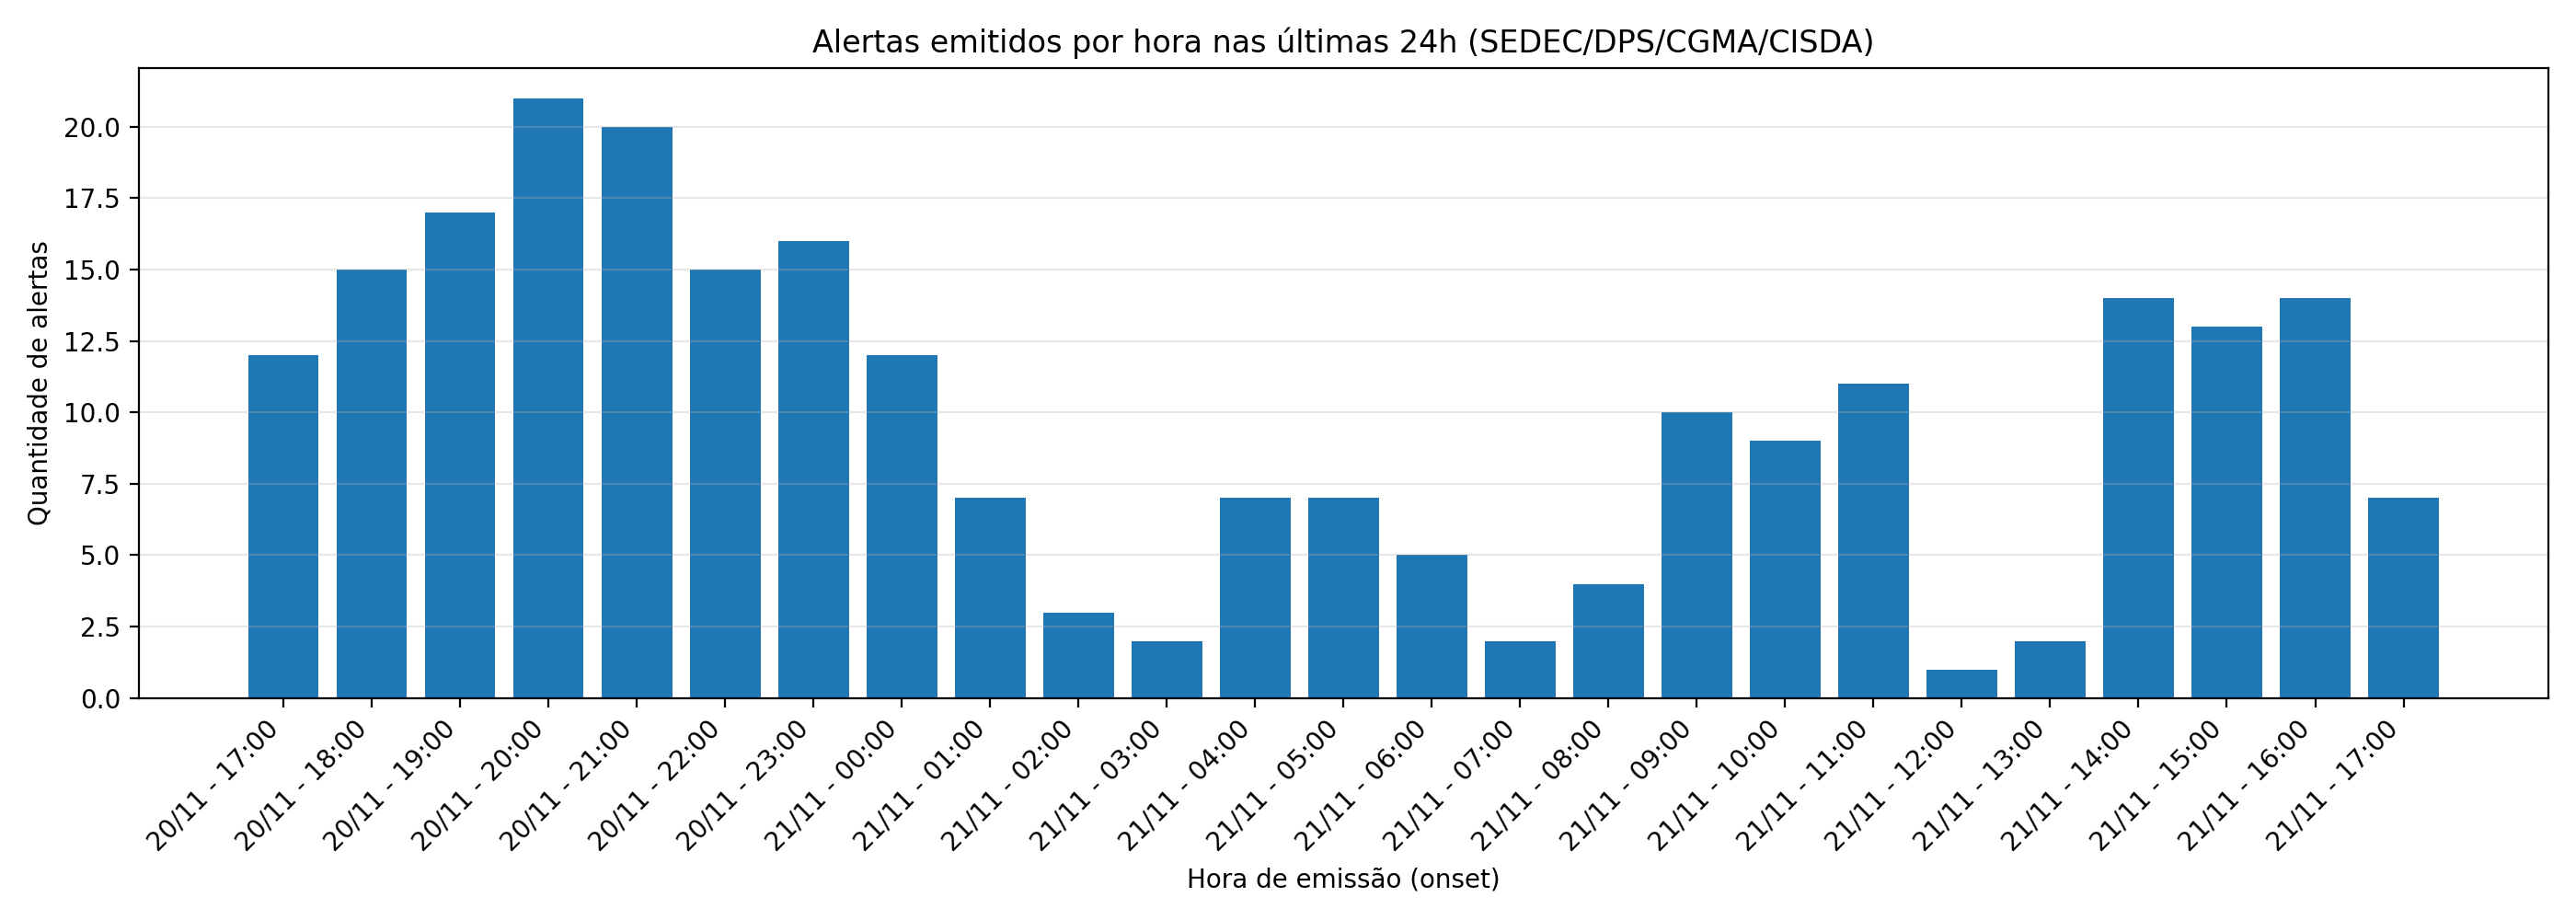 Alertas emitidos por hora nas últimas 24h (SEDEC/DPS/CGMA/CISDA)
Quantidade de alertas
20.0
17.5
15.0
12.5
10.0
7.5
5.0
2.5
0.0
20/11 - 17:00
20/11 - 18:00
20/11 - 19:00
20/11 - 20:00
20/11 - 21:00
20/11 - 22:00
20/11 - 23:00
21/11 - 00:00
21/11 - 01:00
21/11 - 02:00
21/11 - 03:00
21/11 - 04:00
21/11 - 05:00
21/11 - 06:00
21/11 - 07:00
21/11 - 08:00
21/11 - 09:00
21/11 - 10:00
21/11 - 11:00
21/11 - 12:00
21/11 - 13:00
21/11 - 14:00
21/11 - 15:00
21/11 - 16:00
21/11 - 17:00
Hora de emissão (onset)